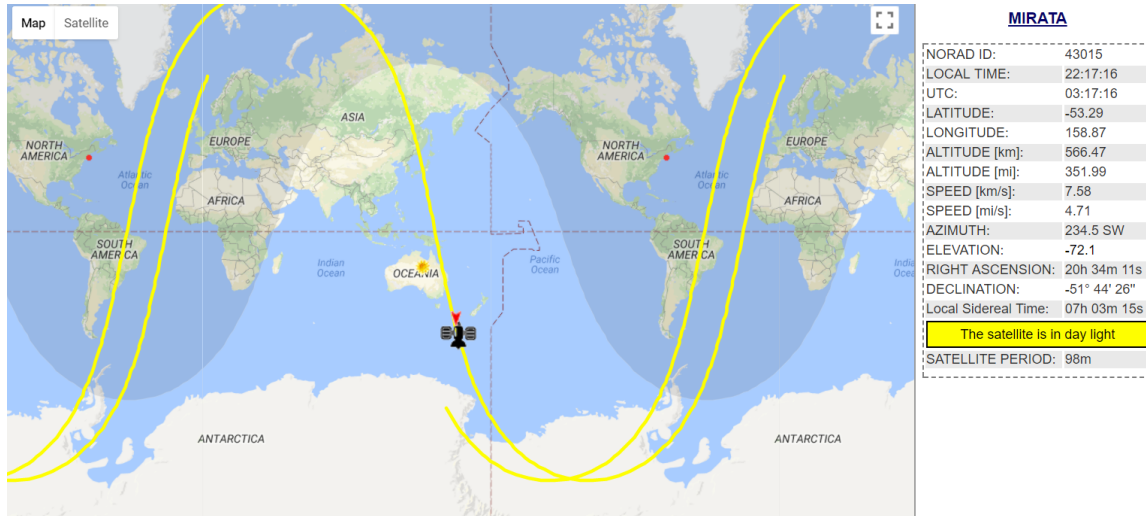 Map Satellite
ASIA
NORTH
AMERICA
EUROPE
Atlantic
Ocean
AFRICA
SOUTH
AMERICA
Indian
Ocean
OCEANIA
Pacific
Ocean
NORTH
AMERICA
EUROPE
Atlantic
Ocean
AFRICA
SOUTH
AMERICA
ANTARCTICA
ANTARCTICA
MIRATA
NORAD ID: 43015
LOCAL TIME: 22:17:16
UTC: 03:17:16
LATITUDE: -53.29
LONGITUDE: 158.87
ALTITUDE [km]: 566.47
ALTITUDE [mi]: 351.99
SPEED [km/s]: 7.58
SPEED [mi/s]: 4.71
AZIMUTH: 234.5 SW
ELEVATION: -72.1
RIGHT ASCENSION: 20h 34m 11s
DECLINATION: -51° 44' 26''
Local Sidereal Time: 07h 03m 15s
The satellite is in day light
SATELLITE PERIOD: 98m